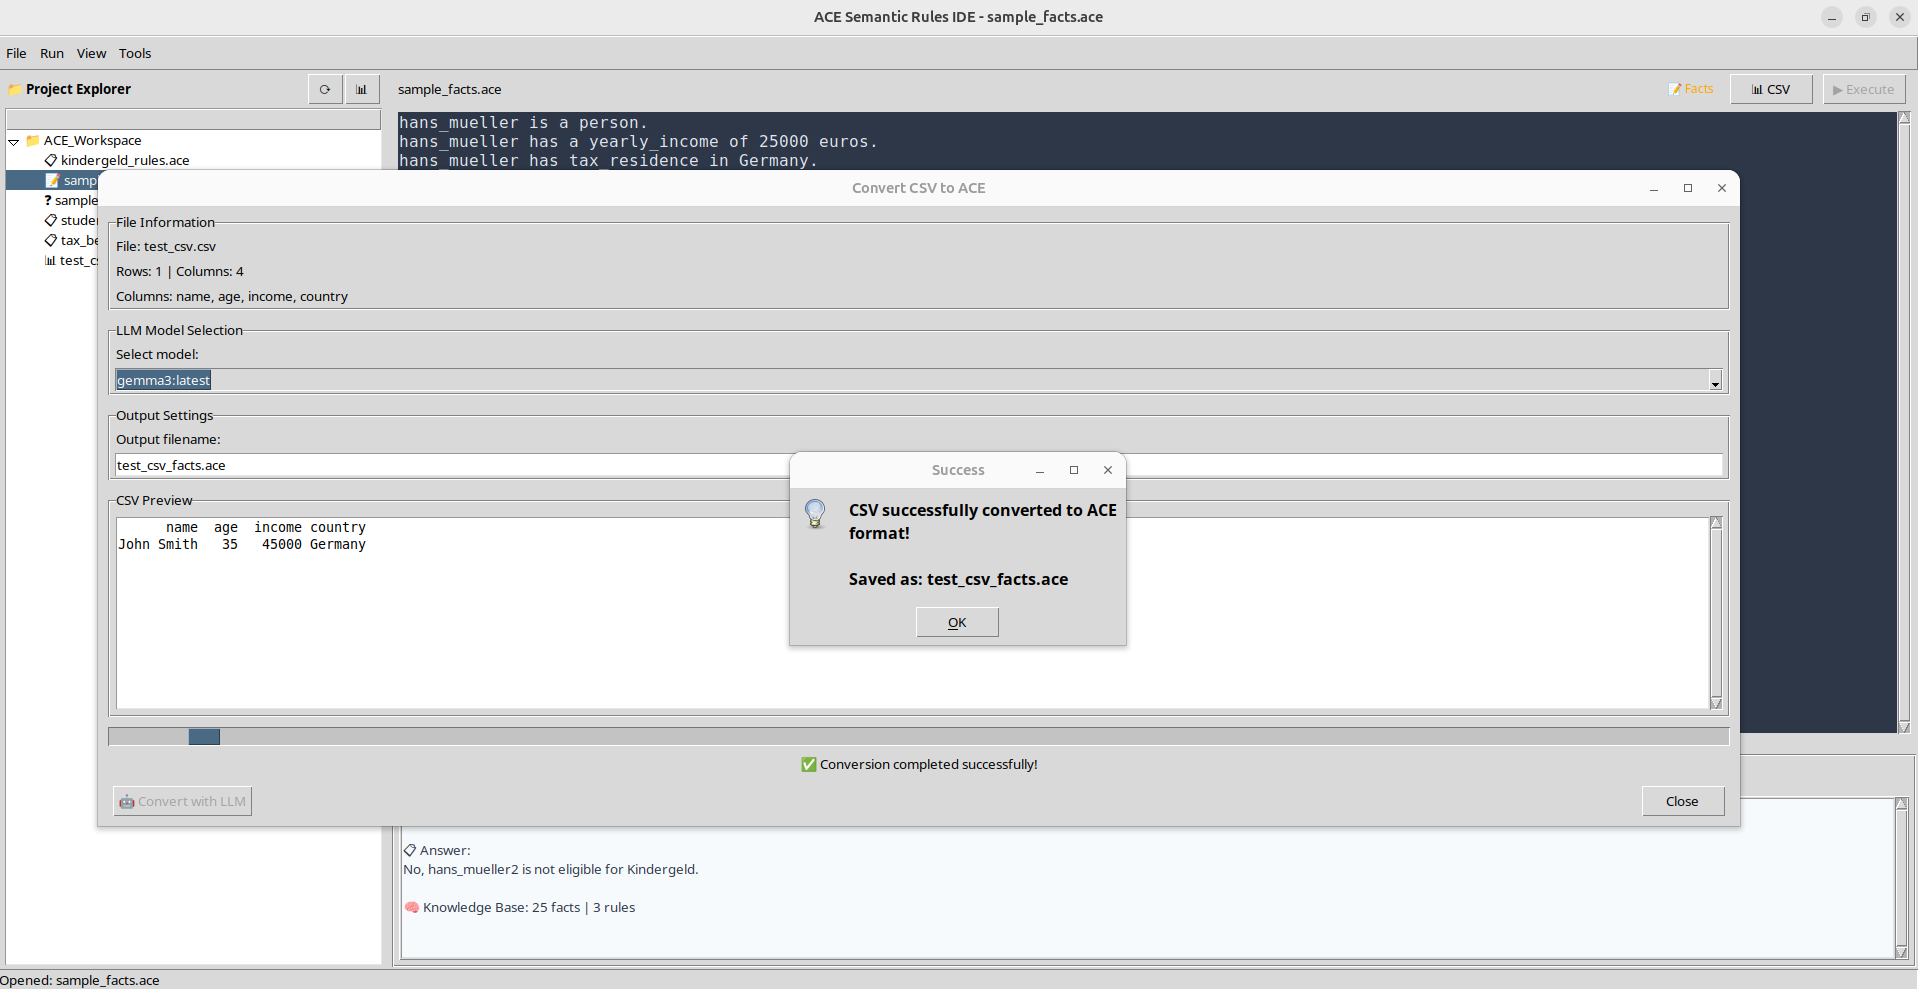 ACE Semantic Rules IDE - sample_facts.ace
File Run View Tools
Project Explorer
sample_facts.ace
Facts
CSV
Execute
ACE_Workspace
kindergeld_rules.ace
samp
sample
stude
tax_be
test_cs
hans_mueller is a person.
hans_mueller has a yearly_income of 25000 euros.
hans_mueller has tax_residence in Germany.
Convert CSV to ACE
File Information
File: test_csv.csv
Rows: 1 | Columns: 4
Columns: name, age, income, country
LLM Model Selection
Select model:
gemma3:latest
Output Settings
Output filename:
test_csv_facts.ace
CSV Preview
name age income country
John Smith 35 45000 Germany
Success
CSV successfully converted to ACE
format!
Saved as: test_csv_facts.ace
OK
✅ Conversion completed successfully!
Convert with LLM
Close
Answer:
No, hans_mueller2 is not eligible for Kindergeld.
Knowledge Base: 25 facts | 3 rules
Opened: sample_facts.ace